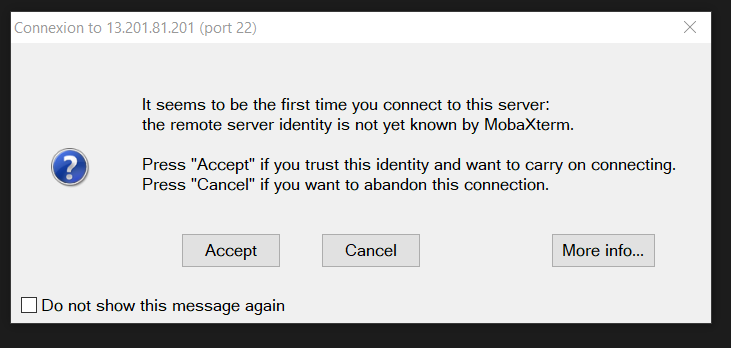 Connexion to 13.201.81.201 (port 22)
It seems to be the first time you connect to this server:
the remote server identity is not yet known by MobaXterm.
Press "Accept" if you trust this identity and want to carry on connecting.
Press "Cancel" if you want to abandon this connection.
Accept
Cancel
More info...
Do not show this message again